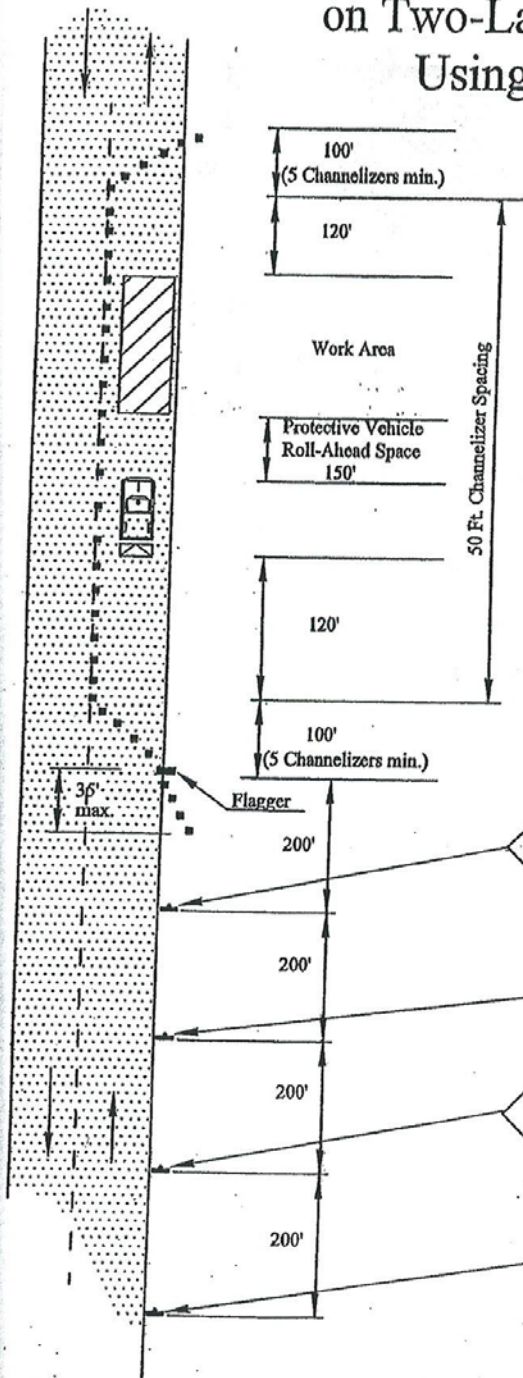 on Two-La
Using
100'
(5 Channelizers min.)
120'
Work Area
50 Ft. Channelizer Spacing
Protective Vehicle
Roll-Ahead Space
150'
120'
100'
(5 Channelizers min.)
36'
max.
Flagger
200'
200'
200'
200'